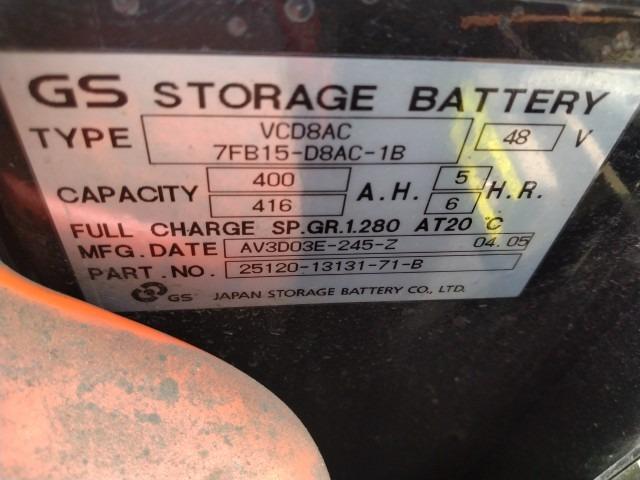 GS STORAGE BATTERY
TYPE VCD8AC 48 V
7FB15-D8AC-1B
CAPACITY 400 A.H. 5 H.R.
416 6
FULL CHARGE SP.GR.1.280 AT20 °C
MFG.DATE AV3D03E-245-Z 04.05
PART.NO. 25120-13131-71-B
GS JAPAN STORAGE BATTERY CO., LTD.